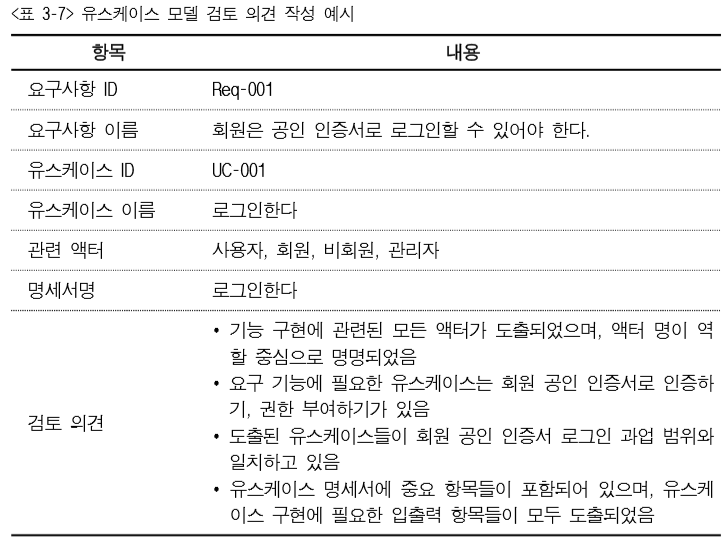 <표 3-7> 유스케이스 모델 검토 의견 작성 예시
항목 내용
요구사항 ID Req-001
요구사항 이름 회원은 공인 인증서로 로그인할 수 있어야 한다.
유스케이스 ID UC-001
유스케이스 이름 로그인한다
관련 액터 사용자, 회원, 비회원, 관리자
명세서명 로그인한다
검토 의견
• 기능 구현에 관련된 모든 액터가 도출되었으며, 액터 명이 역
할 중심으로 명명되었음
• 요구 기능에 필요한 유스케이스는 회원 공인 인증서로 인증하
기, 권한 부여하기가 있음
• 도출된 유스케이스들이 회원 공인 인증서 로그인 과업 범위와
일치하고 있음
• 유스케이스 명세서에 중요 항목들이 포함되어 있으며, 유스케
이스 구현에 필요한 입출력 항목들이 모두 도출되었음